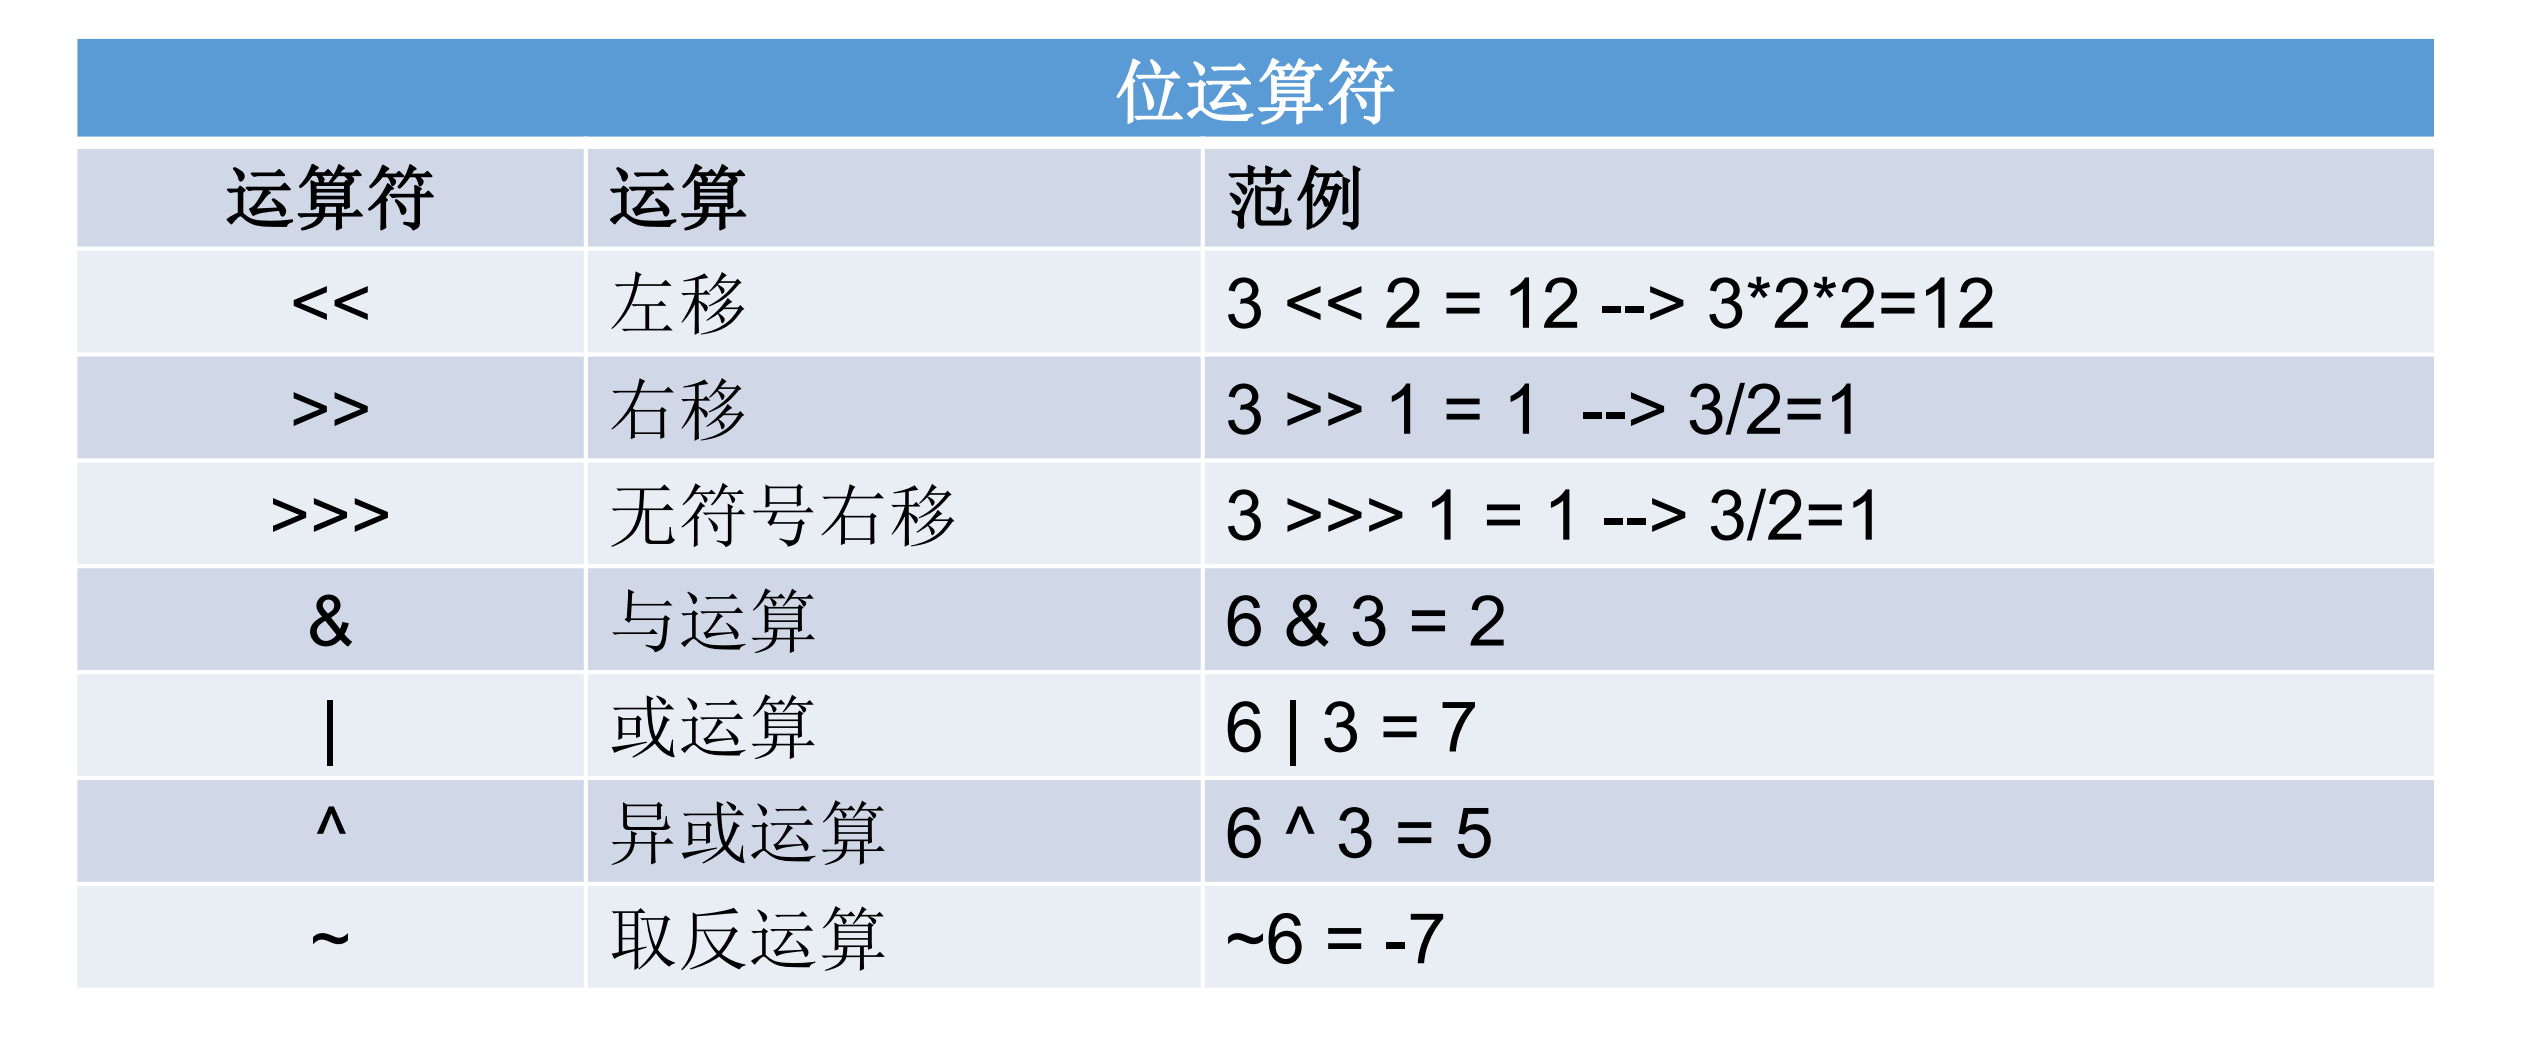 位运算符
运算符 运算 范例
<< 左移 3 << 2 = 12 --> 3*2*2=12
>> 右移 3 >> 1 = 1  --> 3/2=1
>>> 无符号右移 3 >>> 1 = 1 --> 3/2=1
& 与运算 6 & 3 = 2
| 或运算 6 | 3 = 7
^ 异或运算 6 ^ 3 = 5
~ 取反运算 ~6 = -7